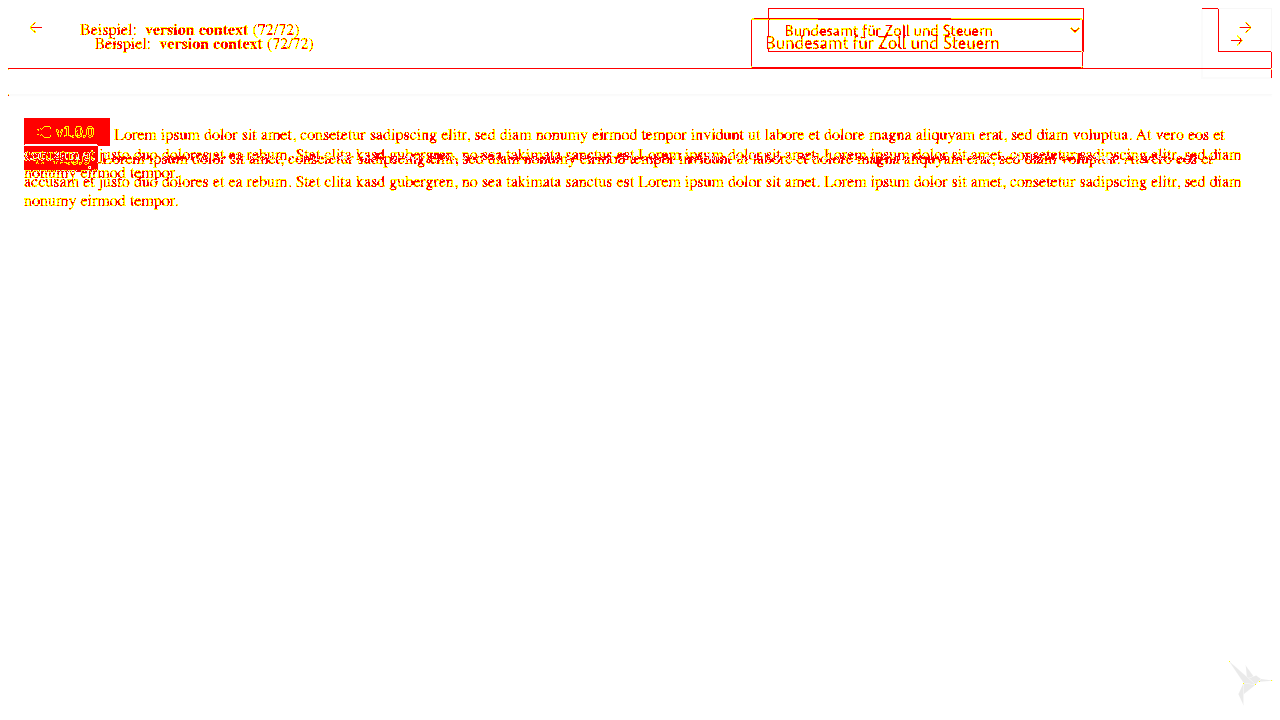 Beispiel: version context (72/72)
Beispiel: version context (72/72)
Bundesamt für Zoll und Steuern
Bundesamt für Zoll und Steuern
v1.0.0 Lorem ipsum dolor sit amet, consetetur sadipscing elitr, sed diam nonumy eirmod tempor invidunt ut labore et dolore magna aliquyam erat, sed diam voluptua. At vero eos et
justo duo dolores et ea rebum. Stet clita kasd gubergren, no sea takimata sanctus est Lorem ipsum dolor sit amet. Lorem ipsum dolor sit amet, consetetur sadipscing elitr, sed diam
Lorem ipsum dolor sit amet, consetetur sadipscing elitr, sed diam nonumy eirmod tempor invidunt ut labore et dolore magna aliquyam erat, sed diam voluptua. At vero eos et
nonumy eirmod tempor.
accusam et justo duo dolores et ea rebum. Stet clita kasd gubergren, no sea takimata sanctus est Lorem ipsum dolor sit amet. Lorem ipsum dolor sit amet, consetetur sadipscing elitr, sed diam
nonumy eirmod tempor.